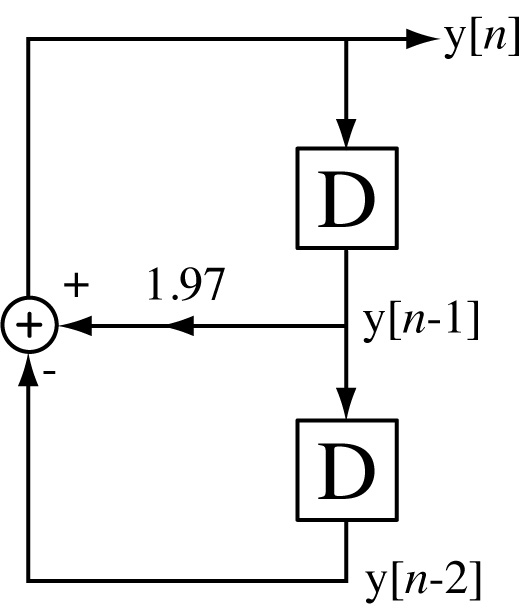 y[n]
D
+
1.97
+
y[n-1]
-
D
y[n-2]